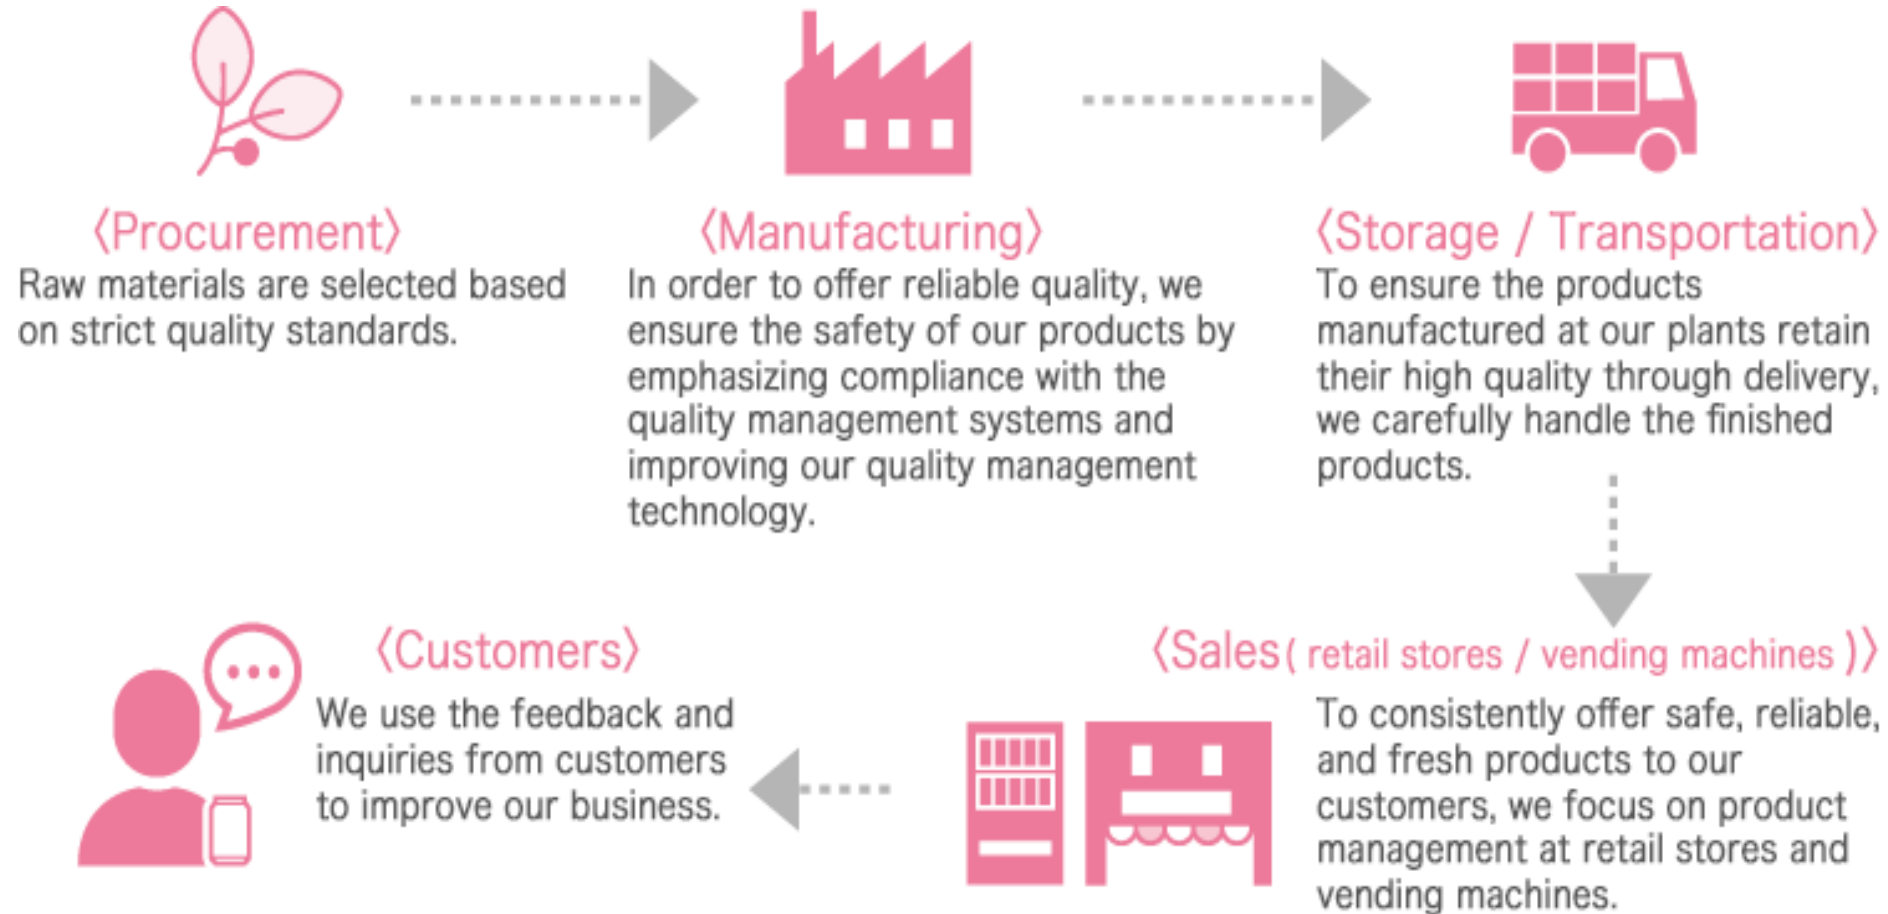 〈Procurement〉
Raw materials are selected based
on strict quality standards.
〈Manufacturing〉
In order to offer reliable quality, we
ensure the safety of our products by
emphasizing compliance with the
quality management systems and
improving our quality management
technology.
〈Storage / Transportation〉
To ensure the products
manufactured at our plants retain
their high quality through delivery,
we carefully handle the finished
products.
〈Sales( retail stores / vending machines )〉
To consistently offer safe, reliable,
and fresh products to our
customers, we focus on product
management at retail stores and
vending machines.
〈Customers〉
We use the feedback and
inquiries from customers
to improve our business.